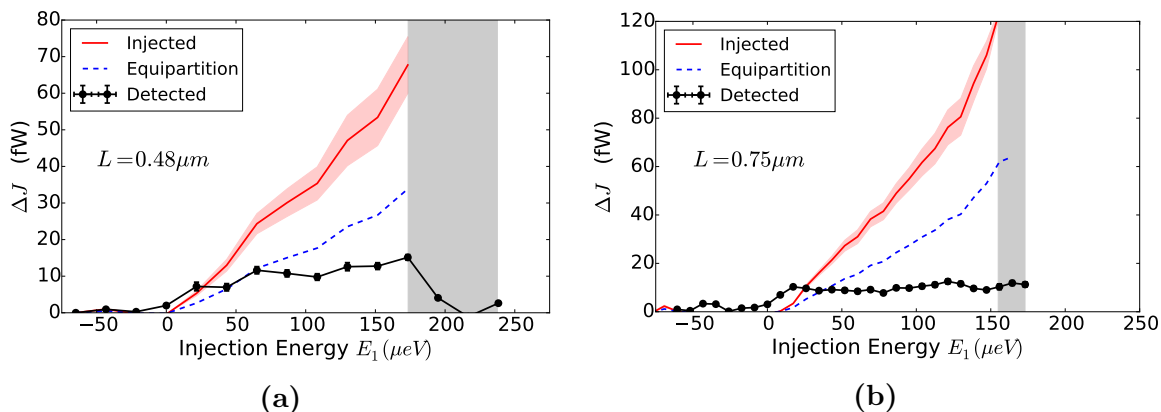 80
70
60
50
40
30
20
10
0
ΔJ (fW)
Injected
Equipartition
Detected
L=0.48μm
−50 0 50 100 150 200 250
Injection Energy E₁(μeV)
(a)
120
100
80
60
40
20
0
ΔJ (fW)
Injected
Equipartition
Detected
L=0.75μm
−50 0 50 100 150 200 250
Injection Energy E₁(μeV)
(b)